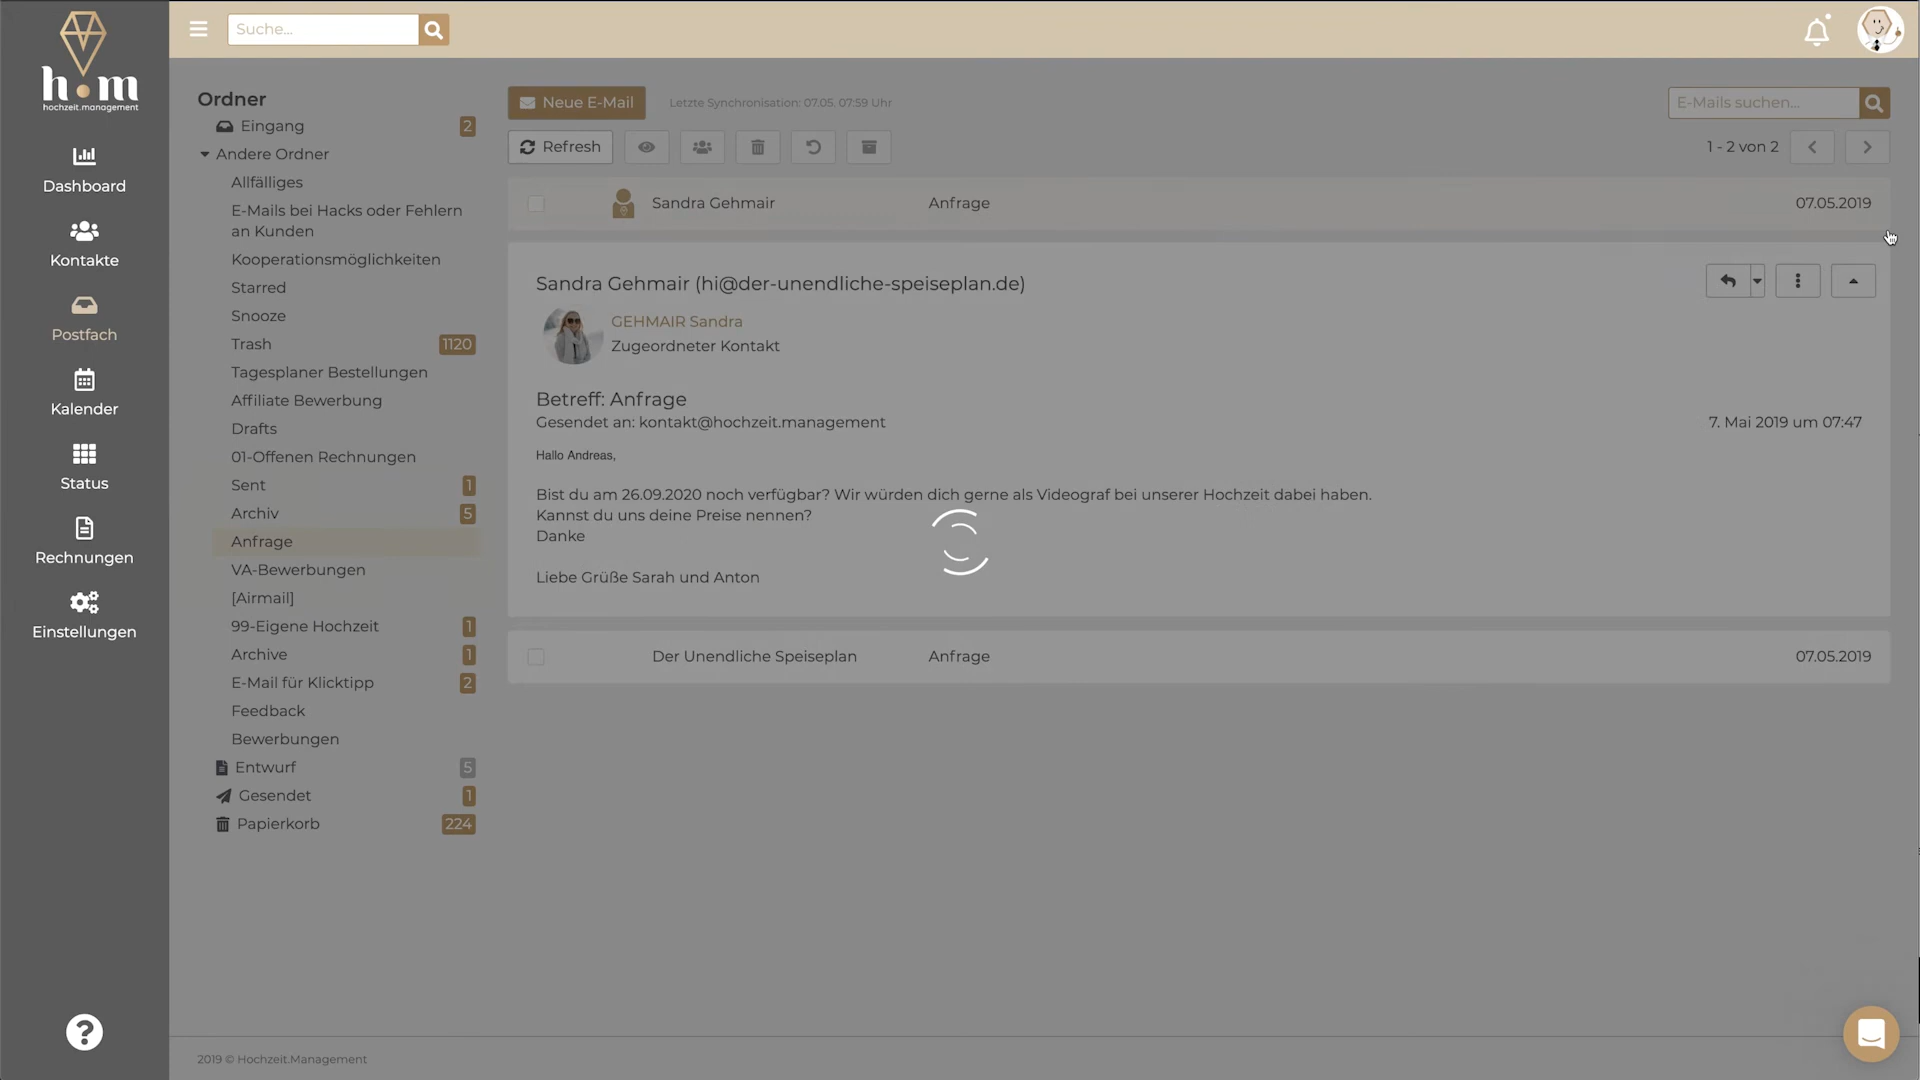 h.m
hochzeit.management
Dashboard
Kontakte
Postfach
Kalender
Status
Rechnungen
Einstellungen
?
Suche...
Ordner
Eingang 2
Andere Ordner
Allfälliges
E-Mails bei Hacks oder Fehlern
an Kunden
Kooperationsmöglichkeiten
Starred
Snooze
Trash 1120
Tagesplaner Bestellungen
Affiliate Bewerbung
Drafts
01-Offenen Rechnungen
Sent 1
Archiv 5
Anfrage
VA-Bewerbungen
[Airmail]
99-Eigene Hochzeit 1
Archive 1
E-Mail für Klicktipp 2
Feedback
Bewerbungen
Entwurf 5
Gesendet 1
Papierkorb 224
Neue E-Mail Letzte Synchronisation: 07.05. 07:59 Uhr E-Mails suchen...
Refresh 1 - 2 von 2
Sandra Gehmair Anfrage 07.05.2019
Sandra Gehmair (hi@der-unendliche-speiseplan.de)
GEHMAIR Sandra
Zugeordneter Kontakt
Betreff: Anfrage
Gesendet an: kontakt@hochzeit.management 7. Mai 2019 um 07:47
Hallo Andreas,
Bist du am 26.09.2020 noch verfügbar? Wir würden dich gerne als Videograf bei unserer Hochzeit dabei haben.
Kannst du uns deine Preise nennen?
Danke
Liebe Grüße Sarah und Anton
Der Unendliche Speiseplan Anfrage 07.05.2019
2019 © Hochzeit.Management